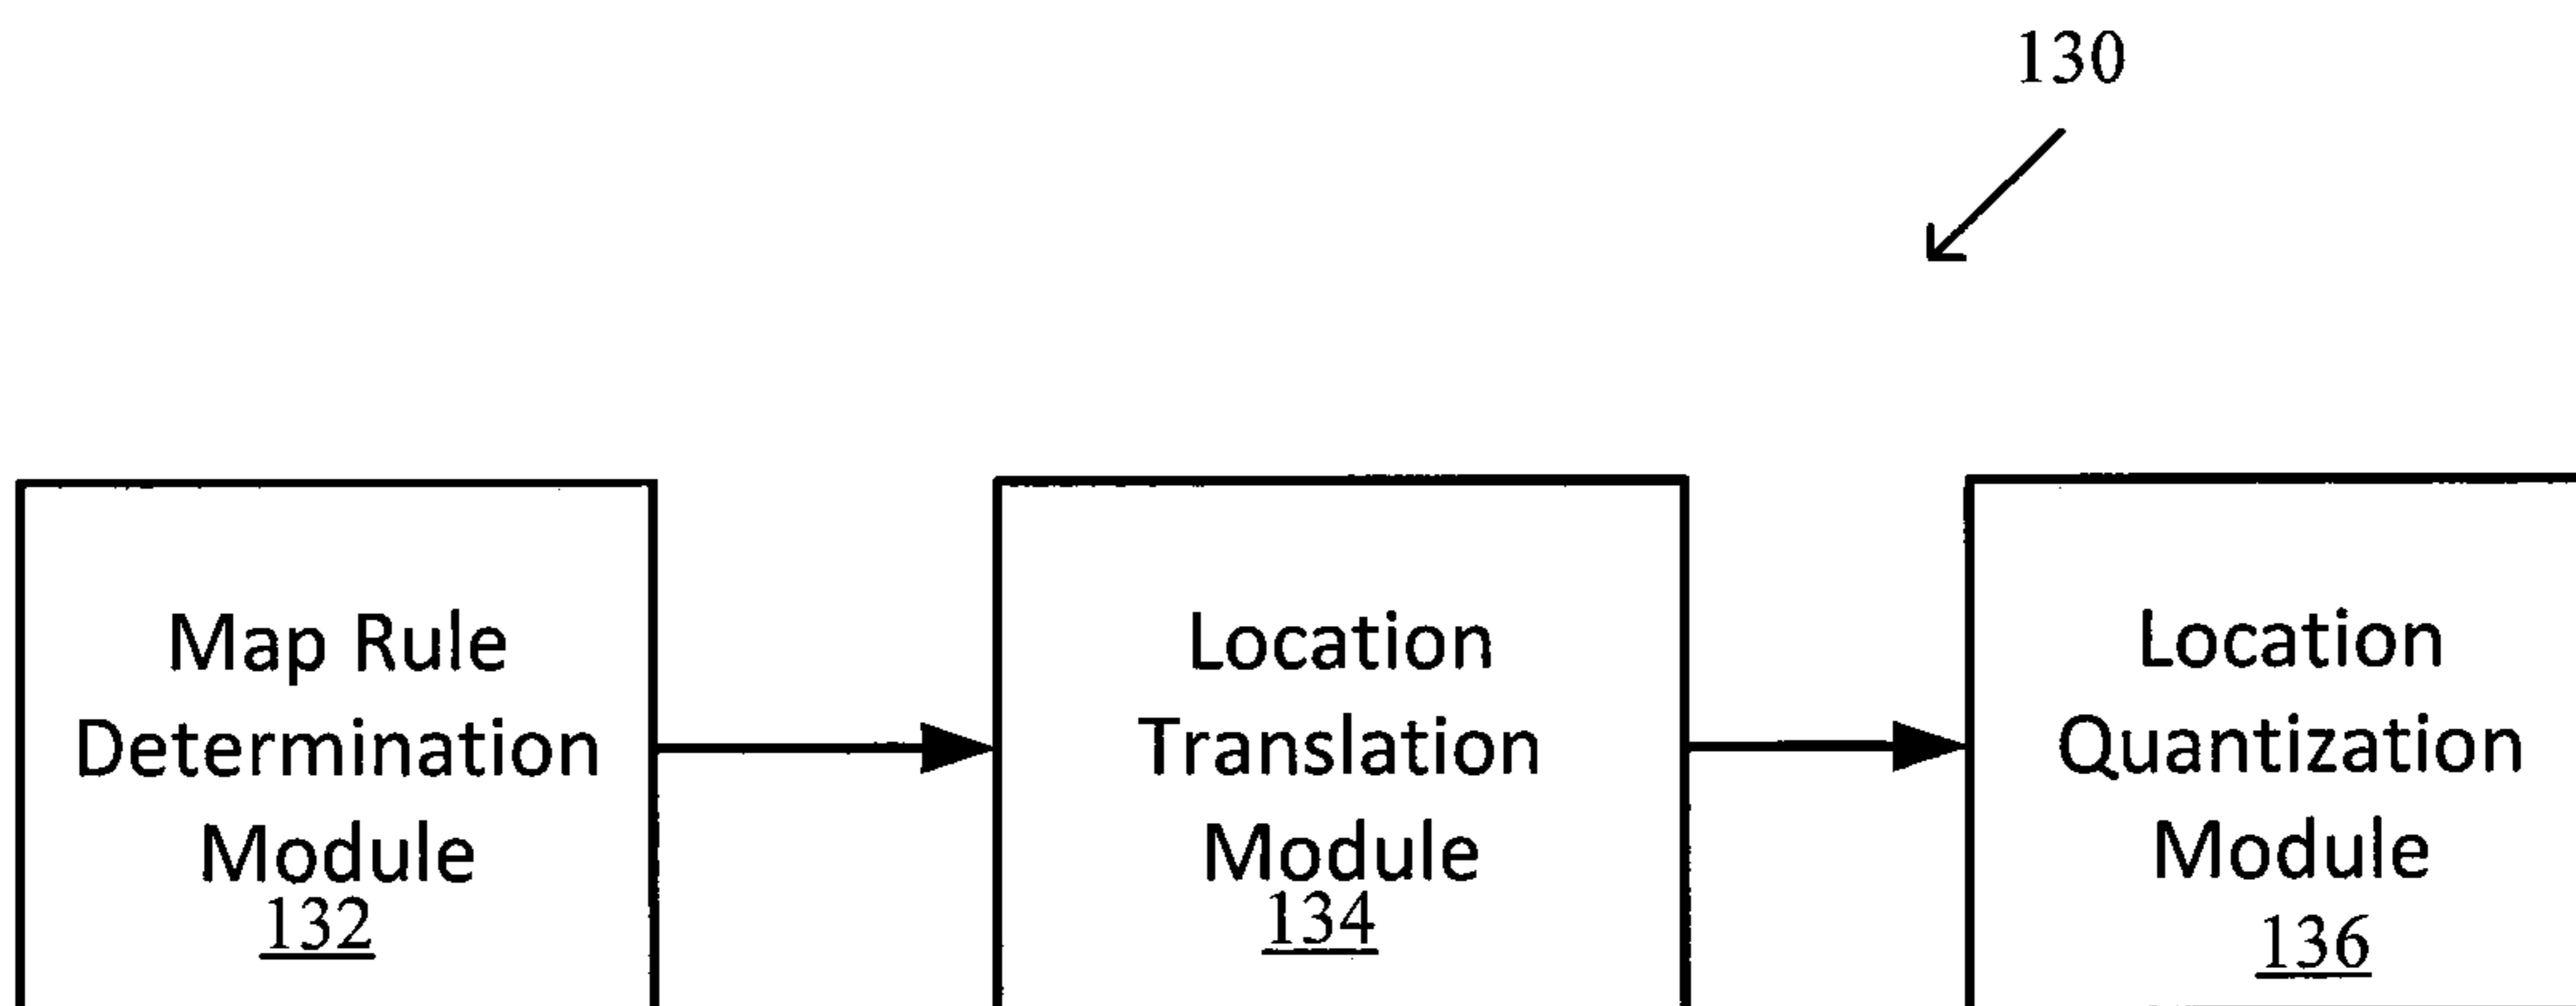 130
Map Rule
Determination
Module
132
Location
Translation
Module
134
Location
Quantization
Module
136